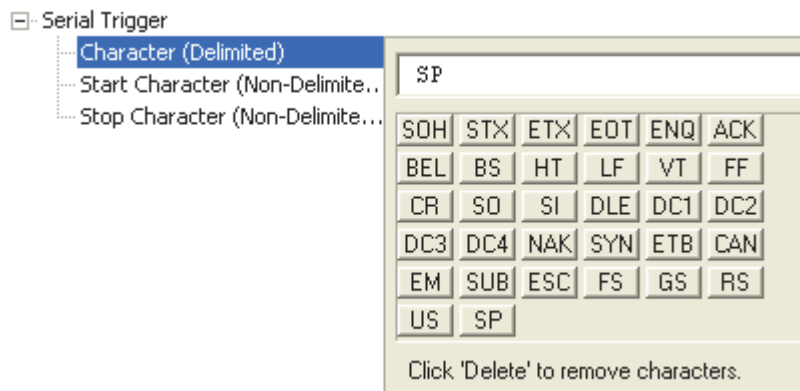 Serial Trigger
Character (Delimited)
Start Character (Non-Delimite..
Stop Character (Non-Delimite...
SP
SOH STX ETX EOT ENQ ACK
BEL BS HT LF VT FF
CR SO SI DLE DC1 DC2
DC3 DC4 NAK SYN ETB CAN
EM SUB ESC FS GS RS
US SP
Click 'Delete' to remove characters.